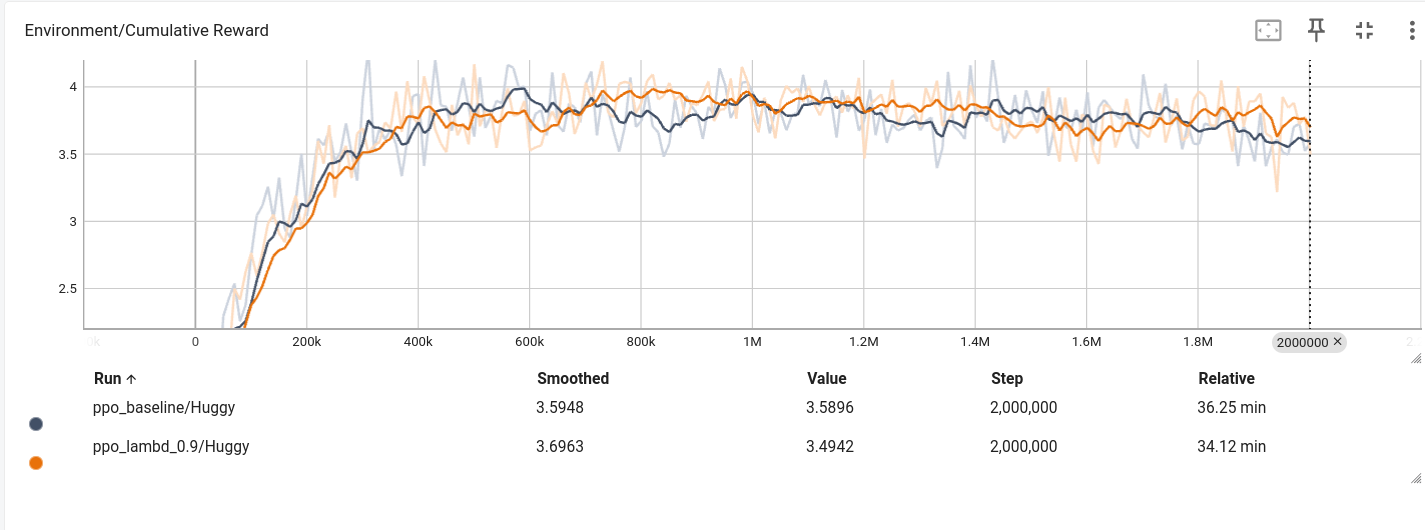 Environment/Cumulative Reward
4
3.5
3
2.5
0 200k 400k 600k 800k 1M 1.2M 1.4M 1.6M 1.8M 2000000 ×
Run ↑ Smoothed Value Step Relative
ppo_baseline/Huggy 3.5948 3.5896 2,000,000 36.25 min
ppo_lambd_0.9/Huggy 3.6963 3.4942 2,000,000 34.12 min